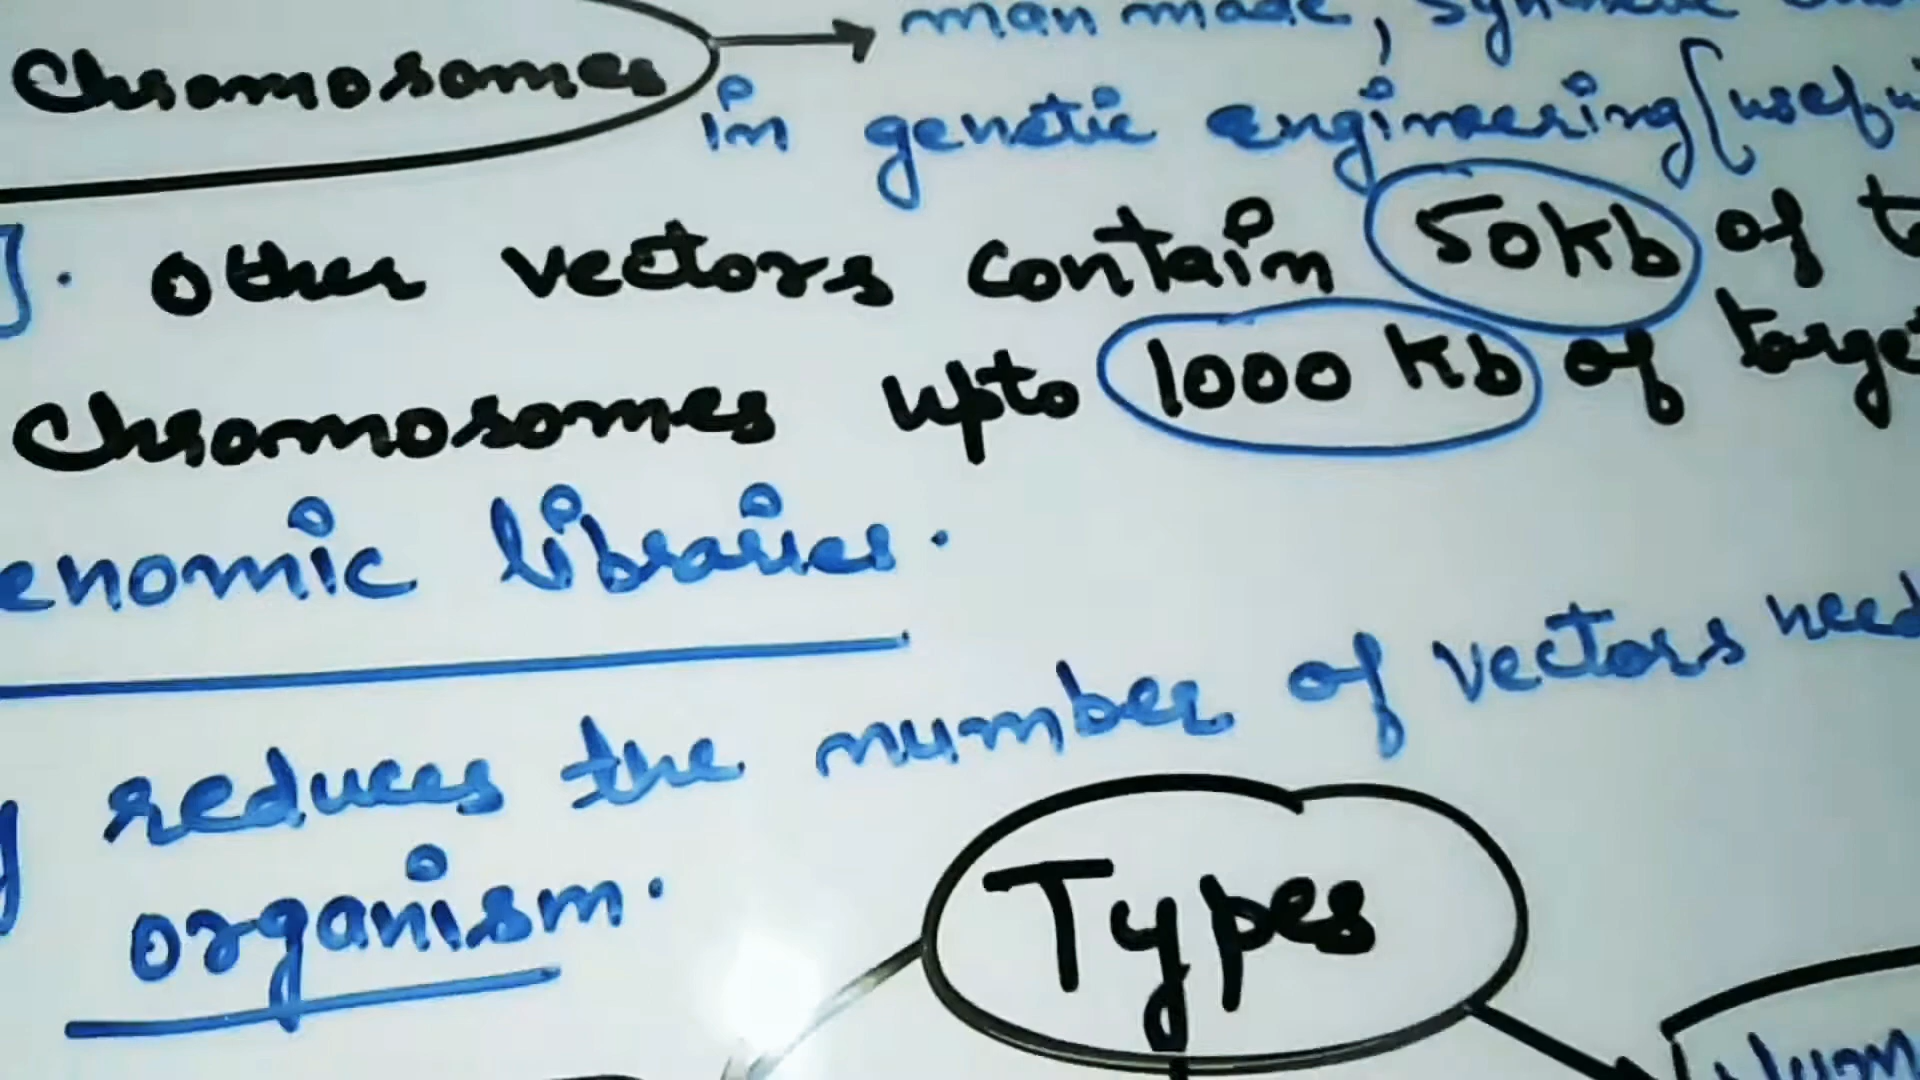 Chromosomes → man made,
in genetic engineering
]. other vectors contain 50kb of
Chromosomes upto 1000 kb of
enomic libraries.
reduces the number of vectors
organism.
Types